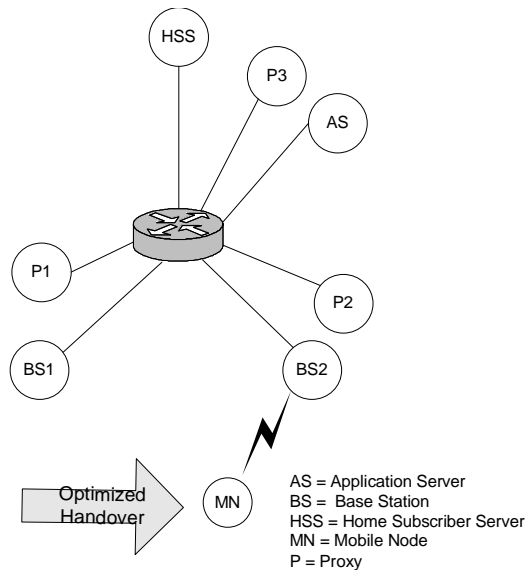 HSS
P3
AS
P1
P2
BS1
BS2
Optimized
Handover
MN
AS = Application Server
BS = Base Station
HSS = Home Subscriber Server
MN = Mobile Node
P = Proxy